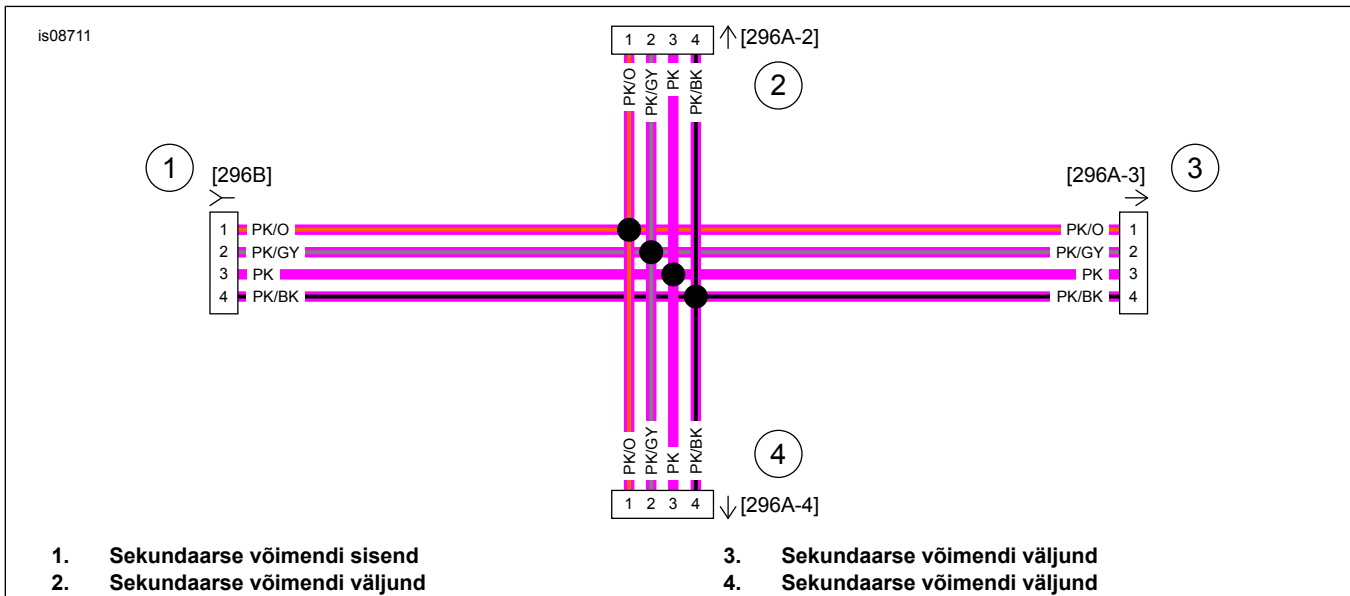 is08711
1 2 3 4 [296A-2]
PK/O PK/GY PK PK/BK
2
1 [296B]
[296A-3] 3
1 PK/O PK/O 1
2 PK/GY PK/GY 2
3 PK PK 3
4 PK/BK PK/BK 4
PK/O PK/GY PK PK/BK
4
1 2 3 4 [296A-4]
1. Sekundaarse võimendi sisend
2. Sekundaarse võimendi väljund
3. Sekundaarse võimendi väljund
4. Sekundaarse võimendi väljund